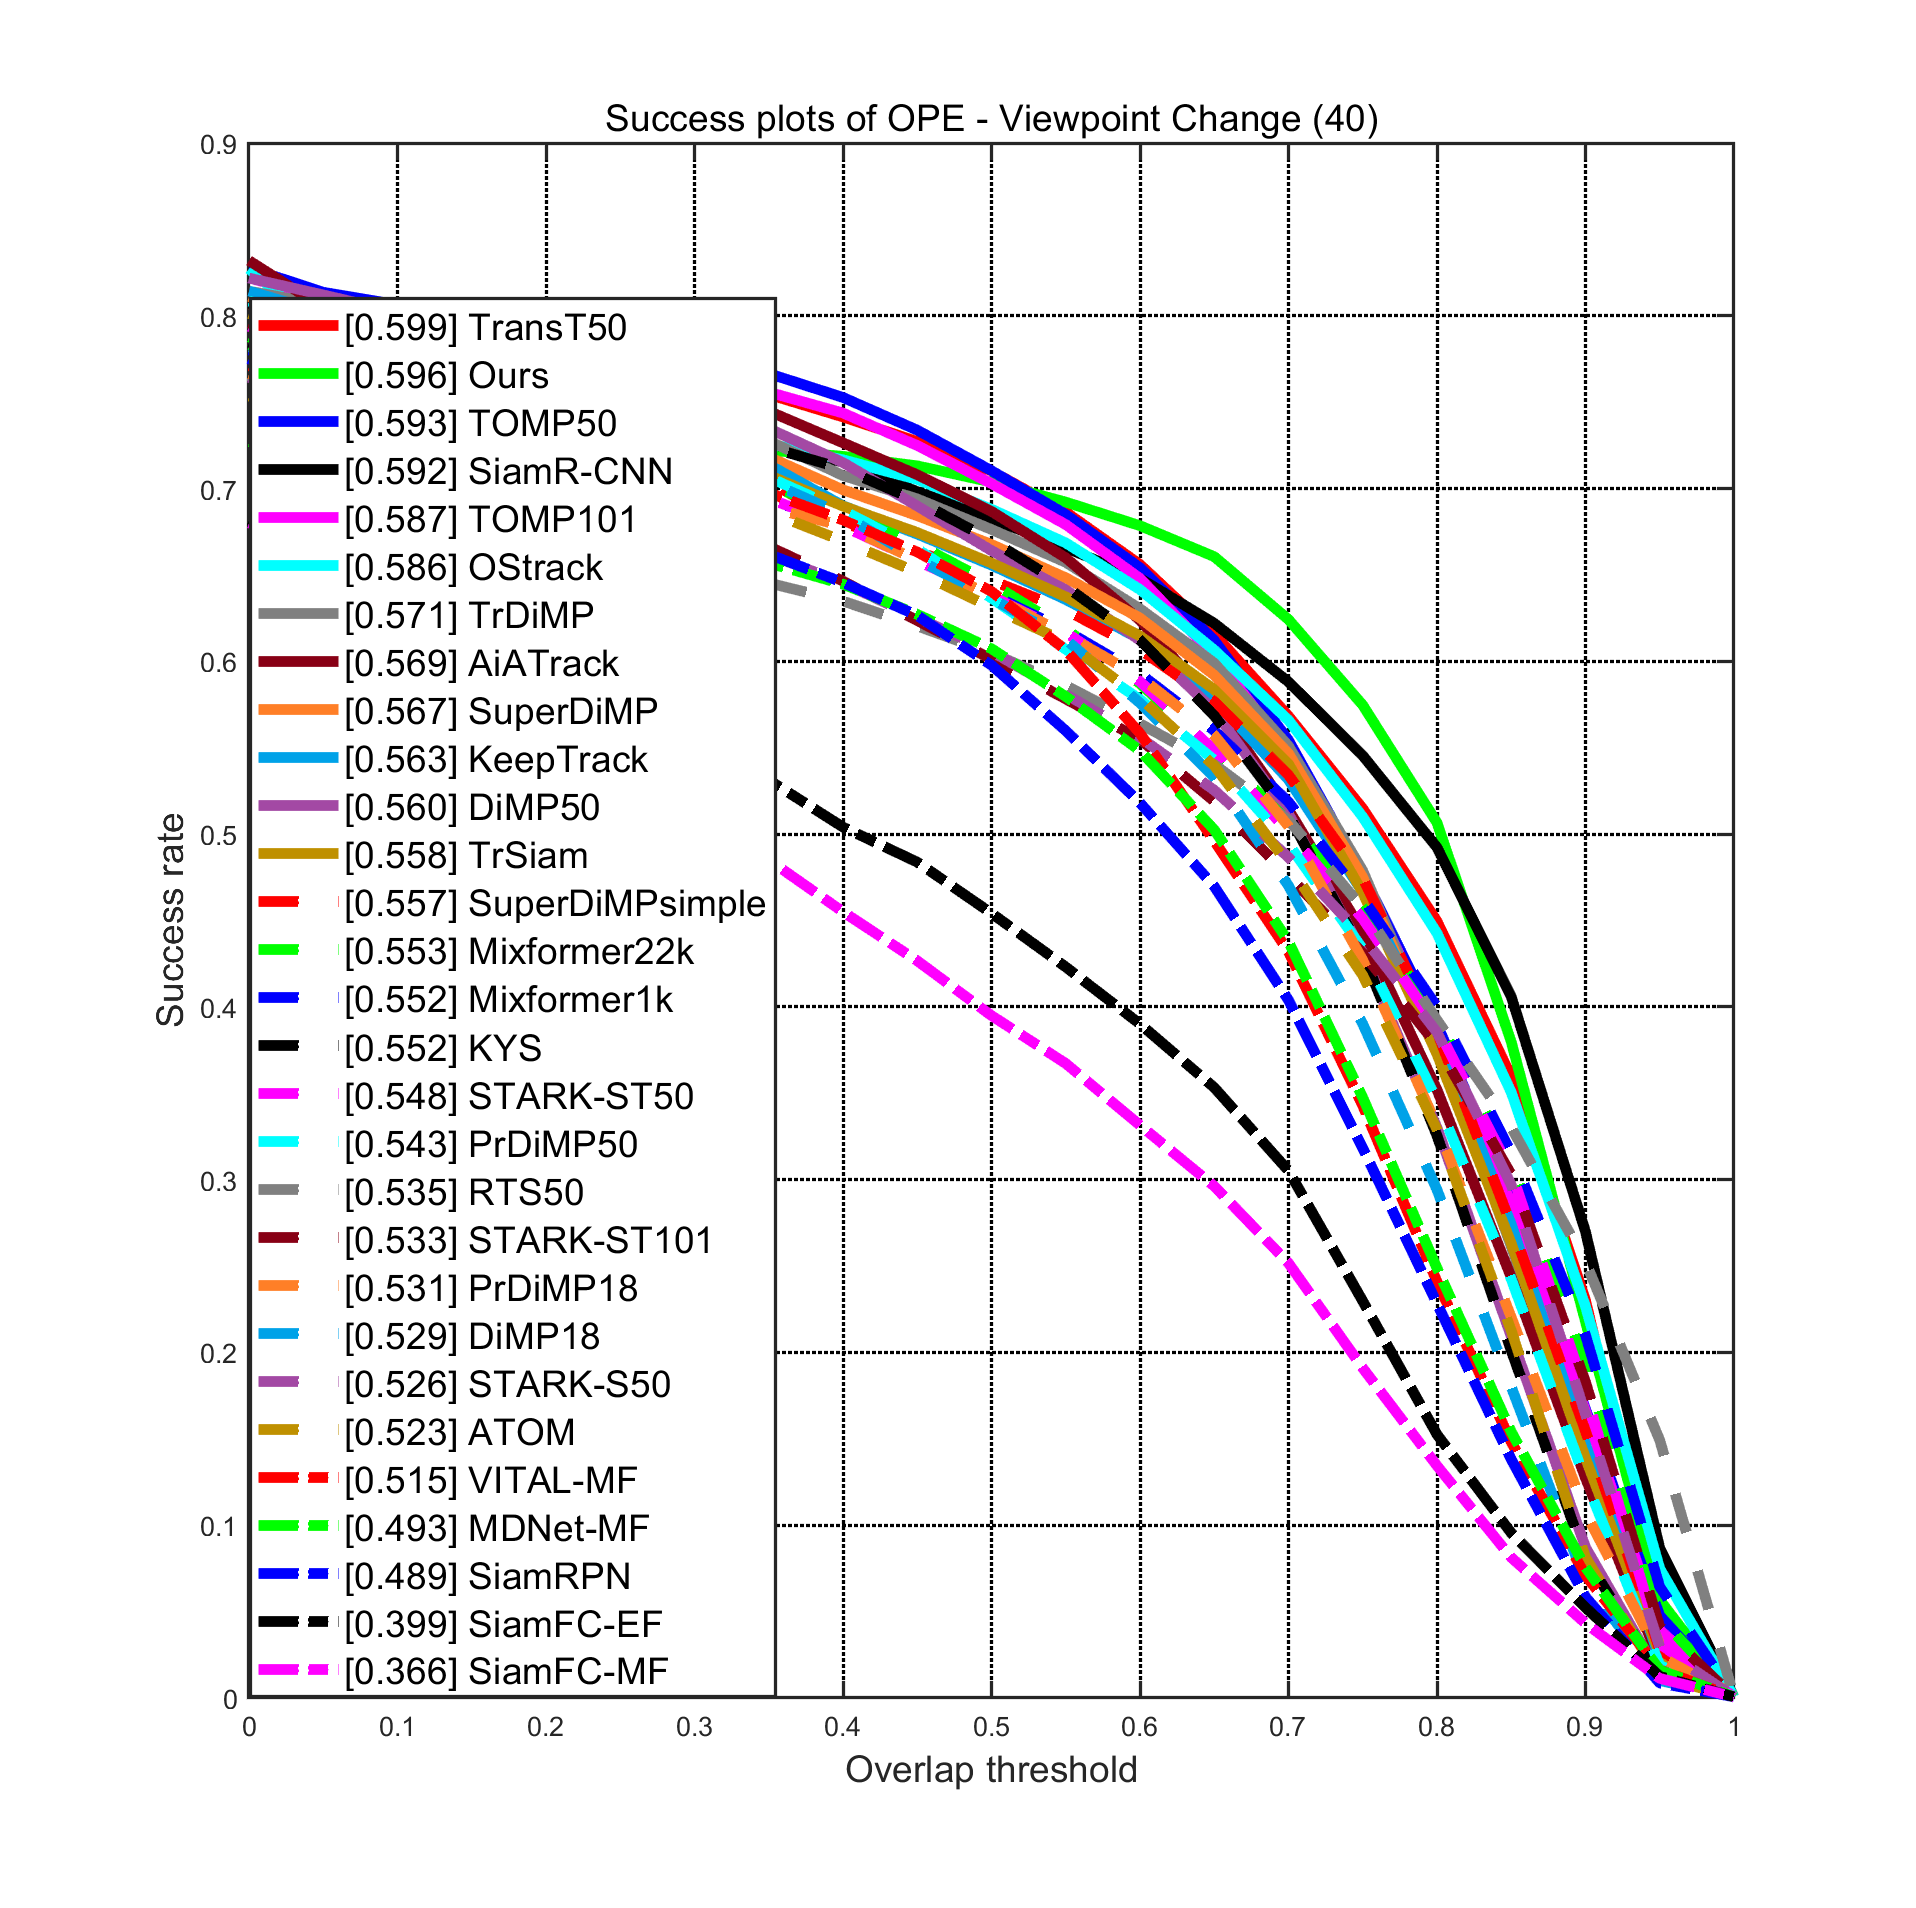 Success plots of OPE - Viewpoint Change (40)
0.9
0.8
0.7
0.6
0.5
0.4
0.3
0.2
0.1
0
Success rate
[0.599] TransT50
[0.596] Ours
[0.593] TOMP50
[0.592] SiamR-CNN
[0.587] TOMP101
[0.586] OStrack
[0.571] TrDiMP
[0.569] AiATrack
[0.567] SuperDiMP
[0.563] KeepTrack
[0.560] DiMP50
[0.558] TrSiam
[0.557] SuperDiMPsimple
[0.553] Mixformer22k
[0.552] Mixformer1k
[0.552] KYS
[0.548] STARK-ST50
[0.543] PrDiMP50
[0.535] RTS50
[0.533] STARK-ST101
[0.531] PrDiMP18
[0.529] DiMP18
[0.526] STARK-S50
[0.523] ATOM
[0.515] VITAL-MF
[0.493] MDNet-MF
[0.489] SiamRPN
[0.399] SiamFC-EF
[0.366] SiamFC-MF
0 0.1 0.2 0.3 0.4 0.5 0.6 0.7 0.8 0.9 1
Overlap threshold